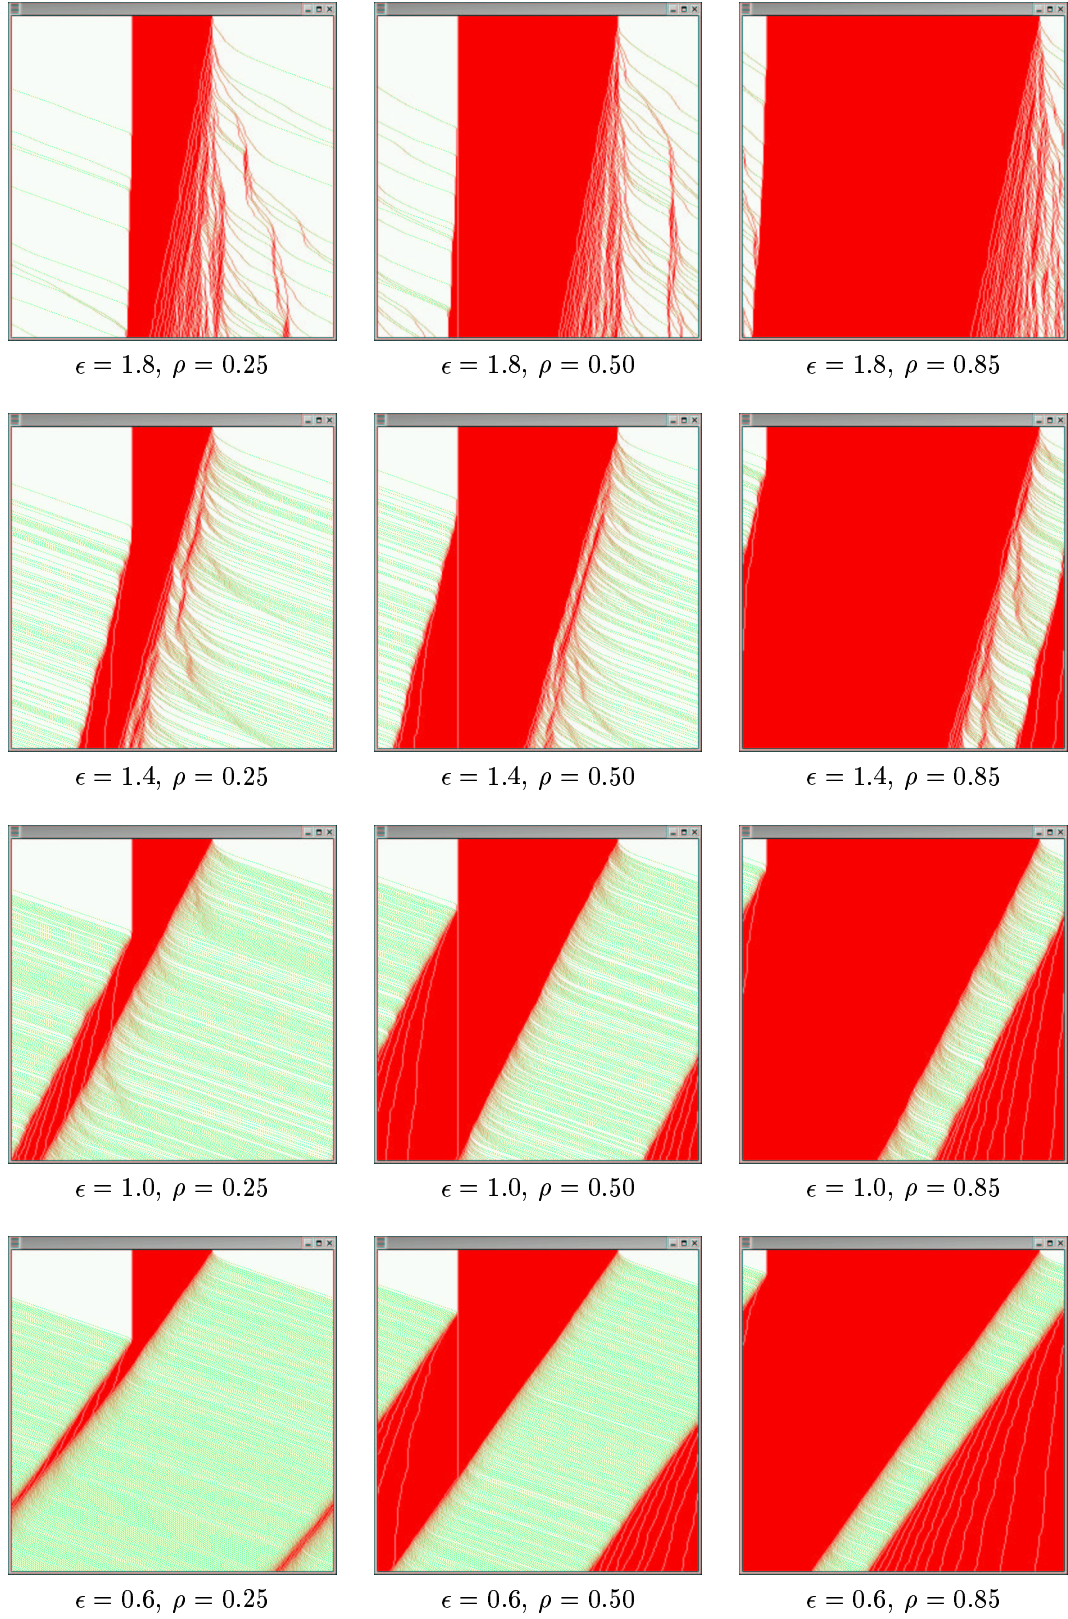 ϵ = 1.8, ρ = 0.25
ϵ = 1.8, ρ = 0.50
ϵ = 1.8, ρ = 0.85
ϵ = 1.4, ρ = 0.25
ϵ = 1.4, ρ = 0.50
ϵ = 1.4, ρ = 0.85
ϵ = 1.0, ρ = 0.25
ϵ = 1.0, ρ = 0.50
ϵ = 1.0, ρ = 0.85
ϵ = 0.6, ρ = 0.25
ϵ = 0.6, ρ = 0.50
ϵ = 0.6, ρ = 0.85